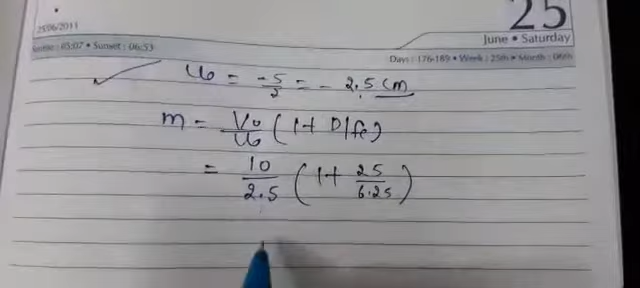 25/06/2011
25
June • Saturday
Sunrise : 05:07 • Sunset : 06:53
Days : 176-189 • Week : 25th • Month : 06th
U₀ = -5/2 = - 2.5 cm
m = V₀/U₀ ( 1+ D/fe)
= 10/2.5 ( 1+ 25/6.25 )